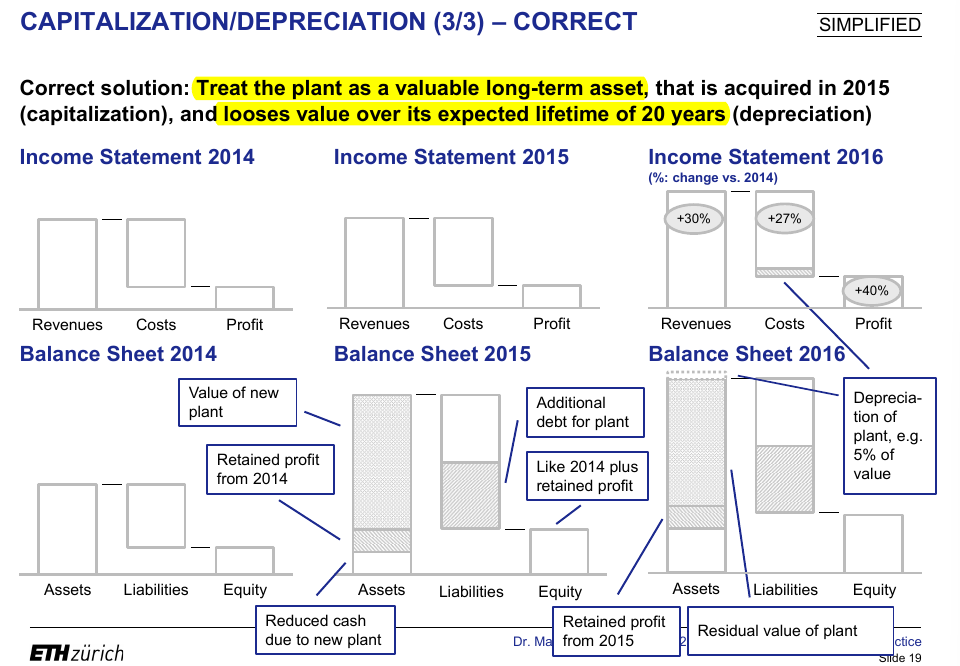 CAPITALIZATION/DEPRECIATION (3/3) – CORRECT
SIMPLIFIED
Correct solution: Treat the plant as a valuable long-term asset, that is acquired in 2015
(capitalization), and looses value over its expected lifetime of 20 years (depreciation)
Income Statement 2014
Income Statement 2015
Income Statement 2016
(%: change vs. 2014)
+30%
+27%
+40%
Revenues
Costs
Profit
Revenues
Costs
Profit
Revenues
Costs
Profit
Balance Sheet 2014
Balance Sheet 2015
Balance Sheet 2016
Value of new
plant
Retained profit
from 2014
Additional
debt for plant
Like 2014 plus
retained profit
Deprecia-
tion of
plant, e.g.
5% of
value
Assets
Liabilities
Equity
Assets
Liabilities
Equity
Assets
Liabilities
Equity
Reduced cash
due to new plant
Retained profit
from 2015
Residual value of plant
Dr. Ma
ctice
ETH zürich
Slide 19